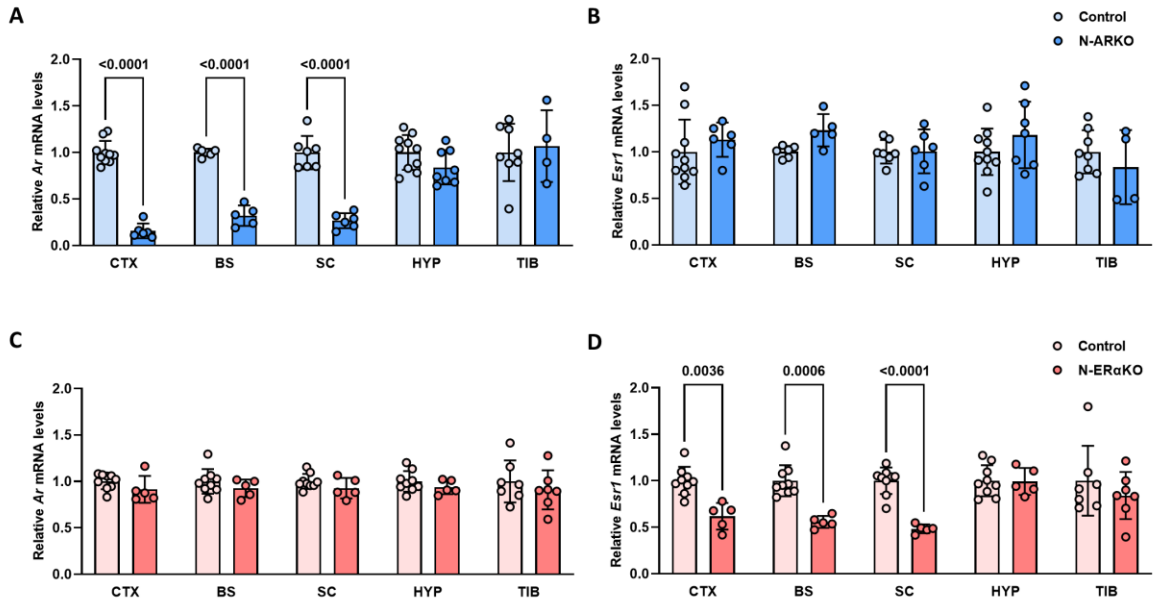 A
B
Control
N-ARKO
Relative Ar mRNA levels
2.0
1.5
1.0
0.5
0.0
<0.0001
<0.0001
<0.0001
CTX
BS
SC
HYP
TIB
Relative Esr1 mRNA levels
2.0
1.5
1.0
0.5
0.0
CTX
BS
SC
HYP
TIB
C
D
Control
N-ERαKO
Relative Ar mRNA levels
2.0
1.5
1.0
0.5
0.0
CTX
BS
SC
HYP
TIB
Relative Esr1 mRNA levels
2.0
1.5
1.0
0.5
0.0
0.0036
0.0006
<0.0001
CTX
BS
SC
HYP
TIB